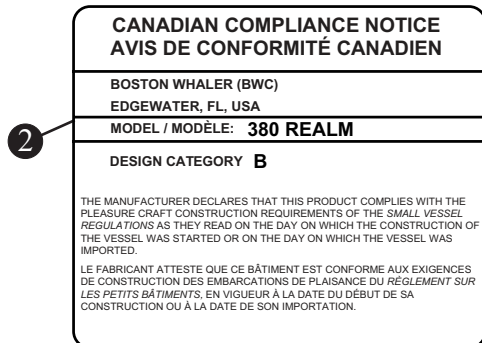 CANADIAN COMPLIANCE NOTICE
AVIS DE CONFORMITÉ CANADIEN
BOSTON WHALER (BWC)
EDGEWATER, FL, USA
MODEL / MODÈLE: 380 REALM
2
DESIGN CATEGORY B
THE MANUFACTURER DECLARES THAT THIS PRODUCT COMPLIES WITH THE
PLEASURE CRAFT CONSTRUCTION REQUIREMENTS OF THE SMALL VESSEL
REGULATIONS AS THEY READ ON THE DAY ON WHICH THE CONSTRUCTION OF
THE VESSEL WAS STARTED OR ON THE DAY ON WHICH THE VESSEL WAS
IMPORTED.
LE FABRICANT ATTESTE QUE CE BÂTIMENT EST CONFORME AUX EXIGENCES
DE CONSTRUCTION DES EMBARCATIONS DE PLAISANCE DU RÉGLEMENT SUR
LES PETITS BÂTIMENTS, EN VIGUEUR À LA DATE DU DÉBUT DE SA
CONSTRUCTION OU À LA DATE DE SON IMPORTATION.